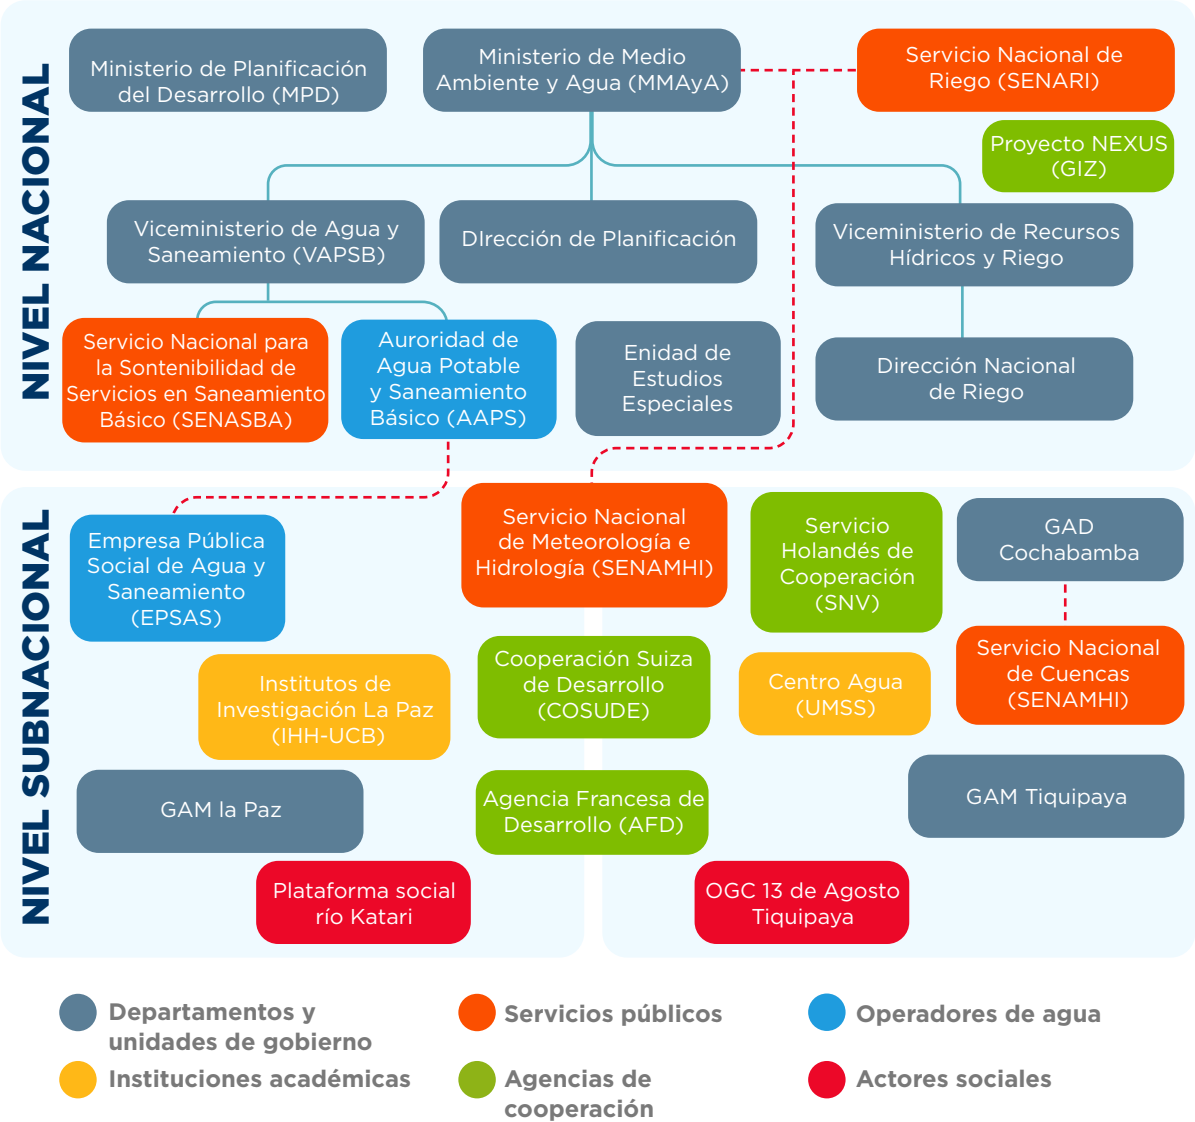 NIVEL NACIONAL
Ministerio de Planificación
del Desarrollo (MPD)
Ministerio de Medio
Ambiente y Agua (MMAyA)
Servicio Nacional de
Riego (SENARI)
Proyecto NEXUS
(GIZ)
Viceministerio de Agua y
Saneamiento (VAPSB)
DIrección de Planificación
Viceministerio de Recursos
Hídricos y Riego
Servicio Nacional para
la Sontenibilidad de
Servicios en Saneamiento
Básico (SENASBA)
Auroridad de
Agua Potable
y Saneamiento
Básico (AAPS)
Enidad de
Estudios
Especiales
Dirección Nacional
de Riego
NIVEL SUBNACIONAL
Empresa Pública
Social de Agua y
Saneamiento
(EPSAS)
Servicio Nacional
de Meteorología e
Hidrología (SENAMHI)
Servicio
Holandés de
Cooperación
(SNV)
GAD
Cochabamba
Institutos de
Investigación La Paz
(IHH-UCB)
Cooperación Suiza
de Desarrollo
(COSUDE)
Centro Agua
(UMSS)
Servicio Nacional
de Cuencas
(SENAMHI)
GAM la Paz
Agencia Francesa de
Desarrollo (AFD)
GAM Tiquipaya
Plataforma social
río Katari
OGC 13 de Agosto
Tiquipaya
Departamentos y
unidades de gobierno
Servicios públicos
Operadores de agua
Instituciones académicas
Agencias de
cooperación
Actores sociales